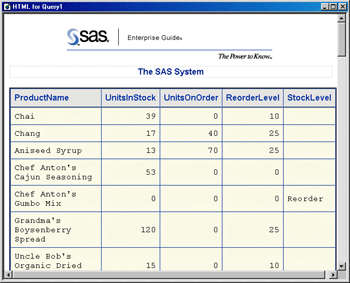 HTML for Query1
sas. Enterprise Guide®
The Power to Know.
The SAS System
ProductName UnitsInStock UnitsOnOrder ReorderLevel StockLevel
Chai 39 0 10
Chang 17 40 25
Aniseed Syrup 13 70 25
Chef Anton's
Cajun Seasoning 53 0 0
Chef Anton's
Gumbo Mix 0 0 0 Reorder
Grandma's
Boysenberry
Spread 120 0 25
Uncle Bob's
Organic Dried 15 0 10